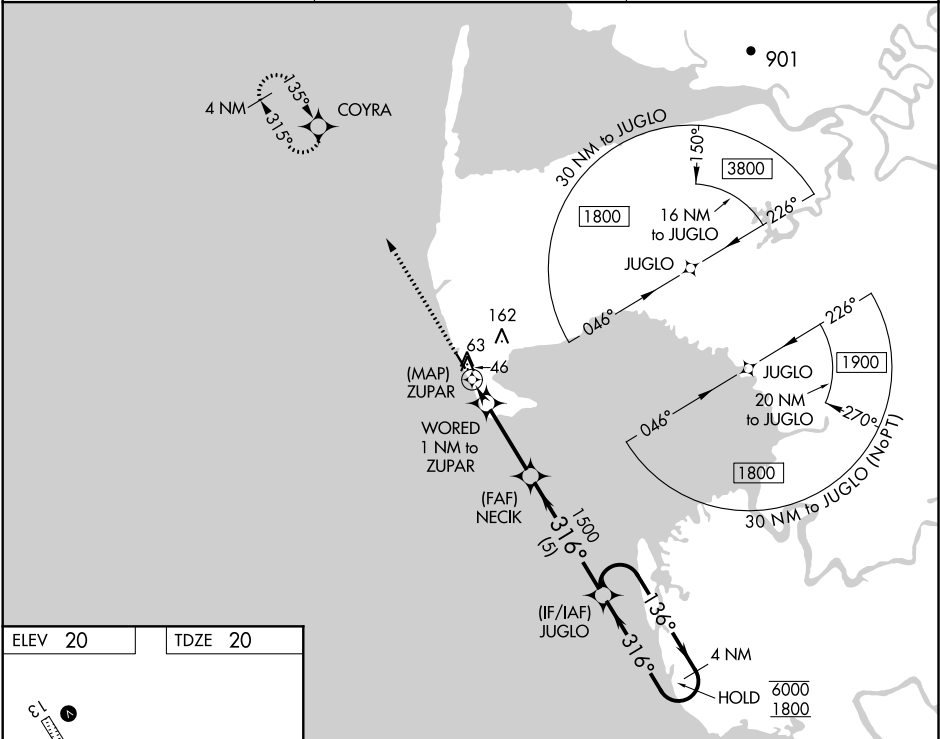 901
135°
4 NM
315°
COYRA
30 NM to JUGLO
150°
3800
1800
16 NM
to JUGLO
226°
JUGLO
046°
226°
1900
JUGLO
20 NM
to JUGLO
270°
046°
1800
30 NM to JUGLO (NoPT)
162
63
46
(MAP)
ZUPAR
WORED
1 NM to
ZUPAR
(FAF)
NECIK
1500
316°
(5)
(IF/IAF)
JUGLO
136°
316°
4 NM
HOLD
6000
1800
ELEV 20
TDZE 20
13
V